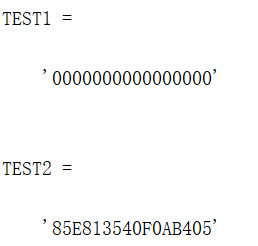 TEST1 =
'0000000000000000'
TEST2 =
'85E813540F0AB405'